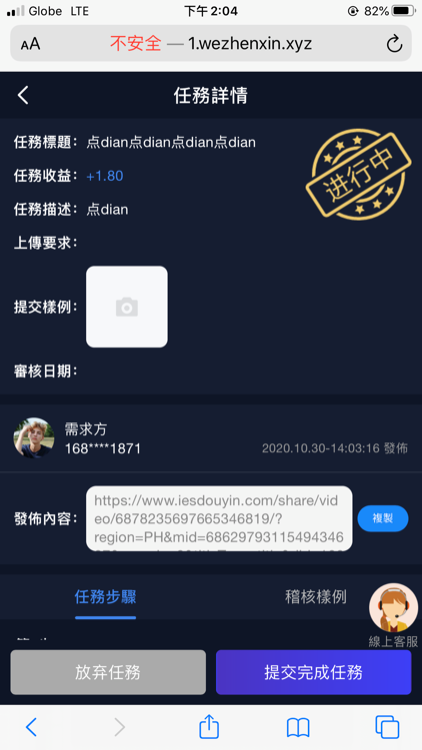 Globe LTE 下午2:04 82%
AA 不安全 — 1.wezhenxin.xyz
任務詳情
任務標題：点dian点dian点dian点dian
任務收益：+1.80
进行中
任務描述：点dian
上傳要求：
提交樣例：
審核日期：
需求方
168****1871
2020.10.30-14:03:16 發佈
發佈內容：
https://www.iesdouyin.com/share/vid
eo/6878235697665346819/?
region=PH&mid=68629793115494346
複製
任務步驟 稽核樣例
線上客服
放弃任務 提交完成任務